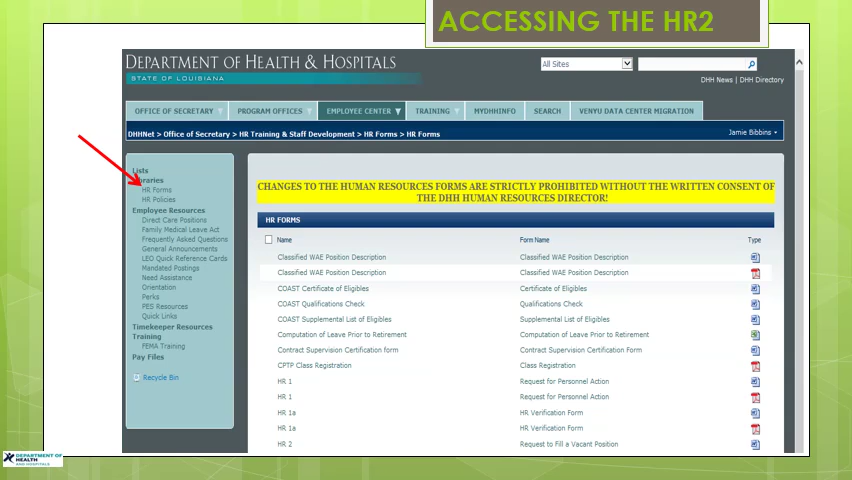 ACCESSING THE HR2
DEPARTMENT OF HEALTH & HOSPITALS
STATE OF LOUISIANA
All Sites
DHH News | DHH Directory
OFFICE OF SECRETARY PROGRAM OFFICES EMPLOYEE CENTER TRAINING MYDHHINFO SEARCH VENYU DATA CENTER MIGRATION
DHHNet > Office of Secretary > HR Training & Staff Development > HR Forms > HR Forms
Jamie Bibbins
Lists
HR Forms
HR Policies
Employee Resources
Direct Care Positions
Family Medical Leave Act
Frequently Asked Questions
General Announcements
LEO Quick Reference Cards
Mandated Postings
Need Assistance
Orientation
Perks
PES Resources
Quick Links
Timekeeper Resources
Training
FEMA Training
Pay Files
Recycle Bin
CHANGES TO THE HUMAN RESOURCES FORMS ARE STRICTLY PROHIBITED WITHOUT THE WRITTEN CONSENT OF
THE DHH HUMAN RESOURCES DIRECTOR!
HR FORMS
Name Form Name Type
Classified WAE Position Description Classified WAE Position Description
Classified WAE Position Description Classified WAE Position Description
COAST Certificate of Eligibles Certificate of Eligibles
COAST Qualifications Check Qualifications Check
COAST Supplemental List of Eligibles Supplemental List of Eligibles
Computation of Leave Prior to Retirement Computation of Leave Prior to Retirement
Contract Supervision Certification form Contract Supervision Certification Form
CPTP Class Registration Class Registration
HR 1 Request for Personnel Action
HR 1 Request for Personnel Action
HR 1a HR Verification Form
HR 1a HR Verification Form
HR 2 Request to Fill a Vacant Position
DEPARTMENT OF
HEALTH
AND HOSPITALS